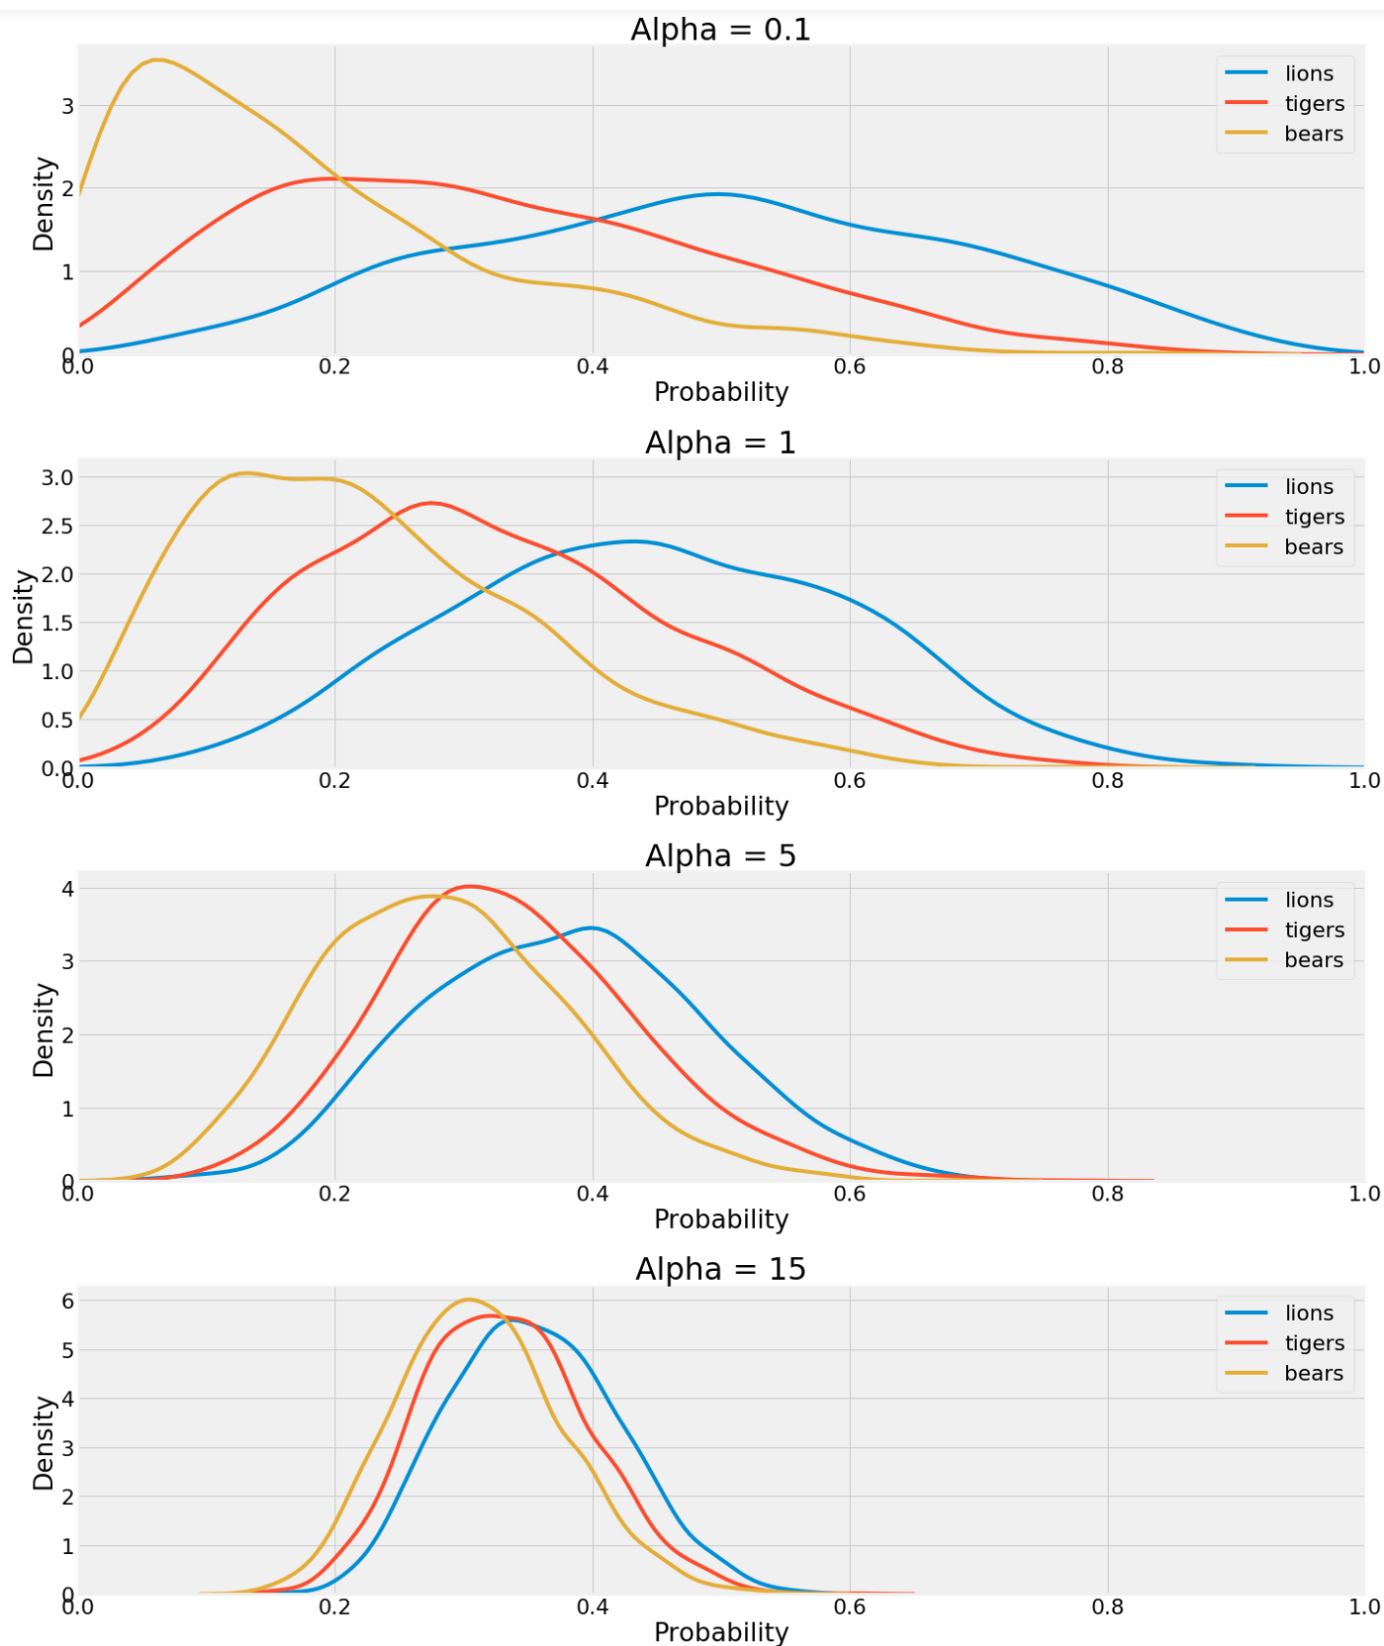 Alpha = 0.1
lions
tigers
bears
3
2
1
0
Density
0.0 0.2 0.4 0.6 0.8 1.0
Probability
Alpha = 1
lions
tigers
bears
3.0
2.5
2.0
1.5
1.0
0.5
0.0
Density
0.0 0.2 0.4 0.6 0.8 1.0
Probability
Alpha = 5
lions
tigers
bears
4
3
2
1
0
Density
0.0 0.2 0.4 0.6 0.8 1.0
Probability
Alpha = 15
lions
tigers
bears
6
5
4
3
2
1
0
Density
0.0 0.2 0.4 0.6 0.8 1.0
Probability